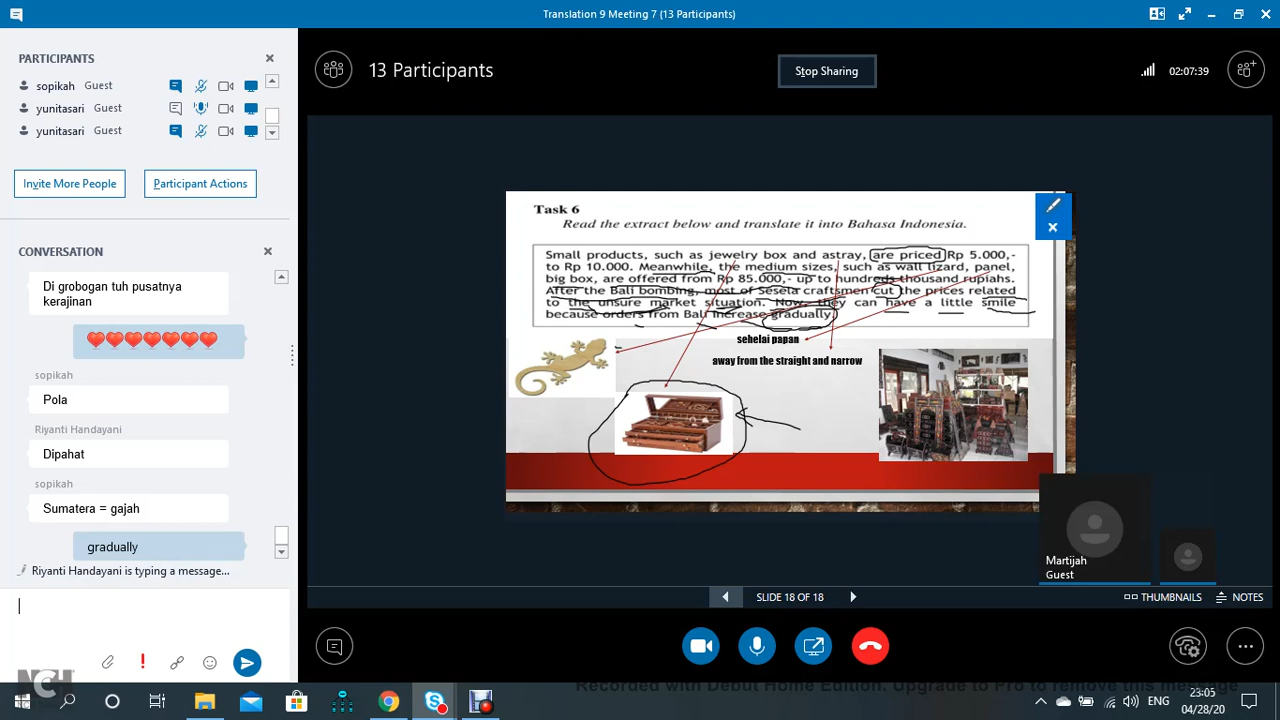 Translation 9 Meeting 7 (13 Participants)
PARTICIPANTS
sopikah Guest
yunitasari Guest
yunitasari Guest
Invite More People
Participant Actions
CONVERSATION
Di grobogan tuh pusatnya
kerajinan
sopikah
Pola
Riyanti Handayani
Dipahat
sopikah
Sumatera = gajah
gradually
Riyanti Handayani is typing a message...
NCH
13 Participants
Stop Sharing
02:07:39
Task 6
Read the extract below and translate it into Bahasa Indonesia.
Small products, such as jewelry box and astray, are priced Rp 5.000,-
to Rp 10.000. Meanwhile, the medium sizes, such as wall lizard, panel,
big box, are offered from Rp 85.000,- up to hundreds thousand rupiahs.
After the Bali bombing, most of Sesela craftsmen cut the prices related
to the unsure market situation. Now, they can have a little smile
because orders from Bali increase gradually.
sehelai papan
away from the straight and narrow
Martijah
Guest
SLIDE 18 OF 18
THUMBNAILS
NOTES
Recorded with Debut Home Edition. Upgrade to Pro to remove this message
ENG
23:05
04/28/20